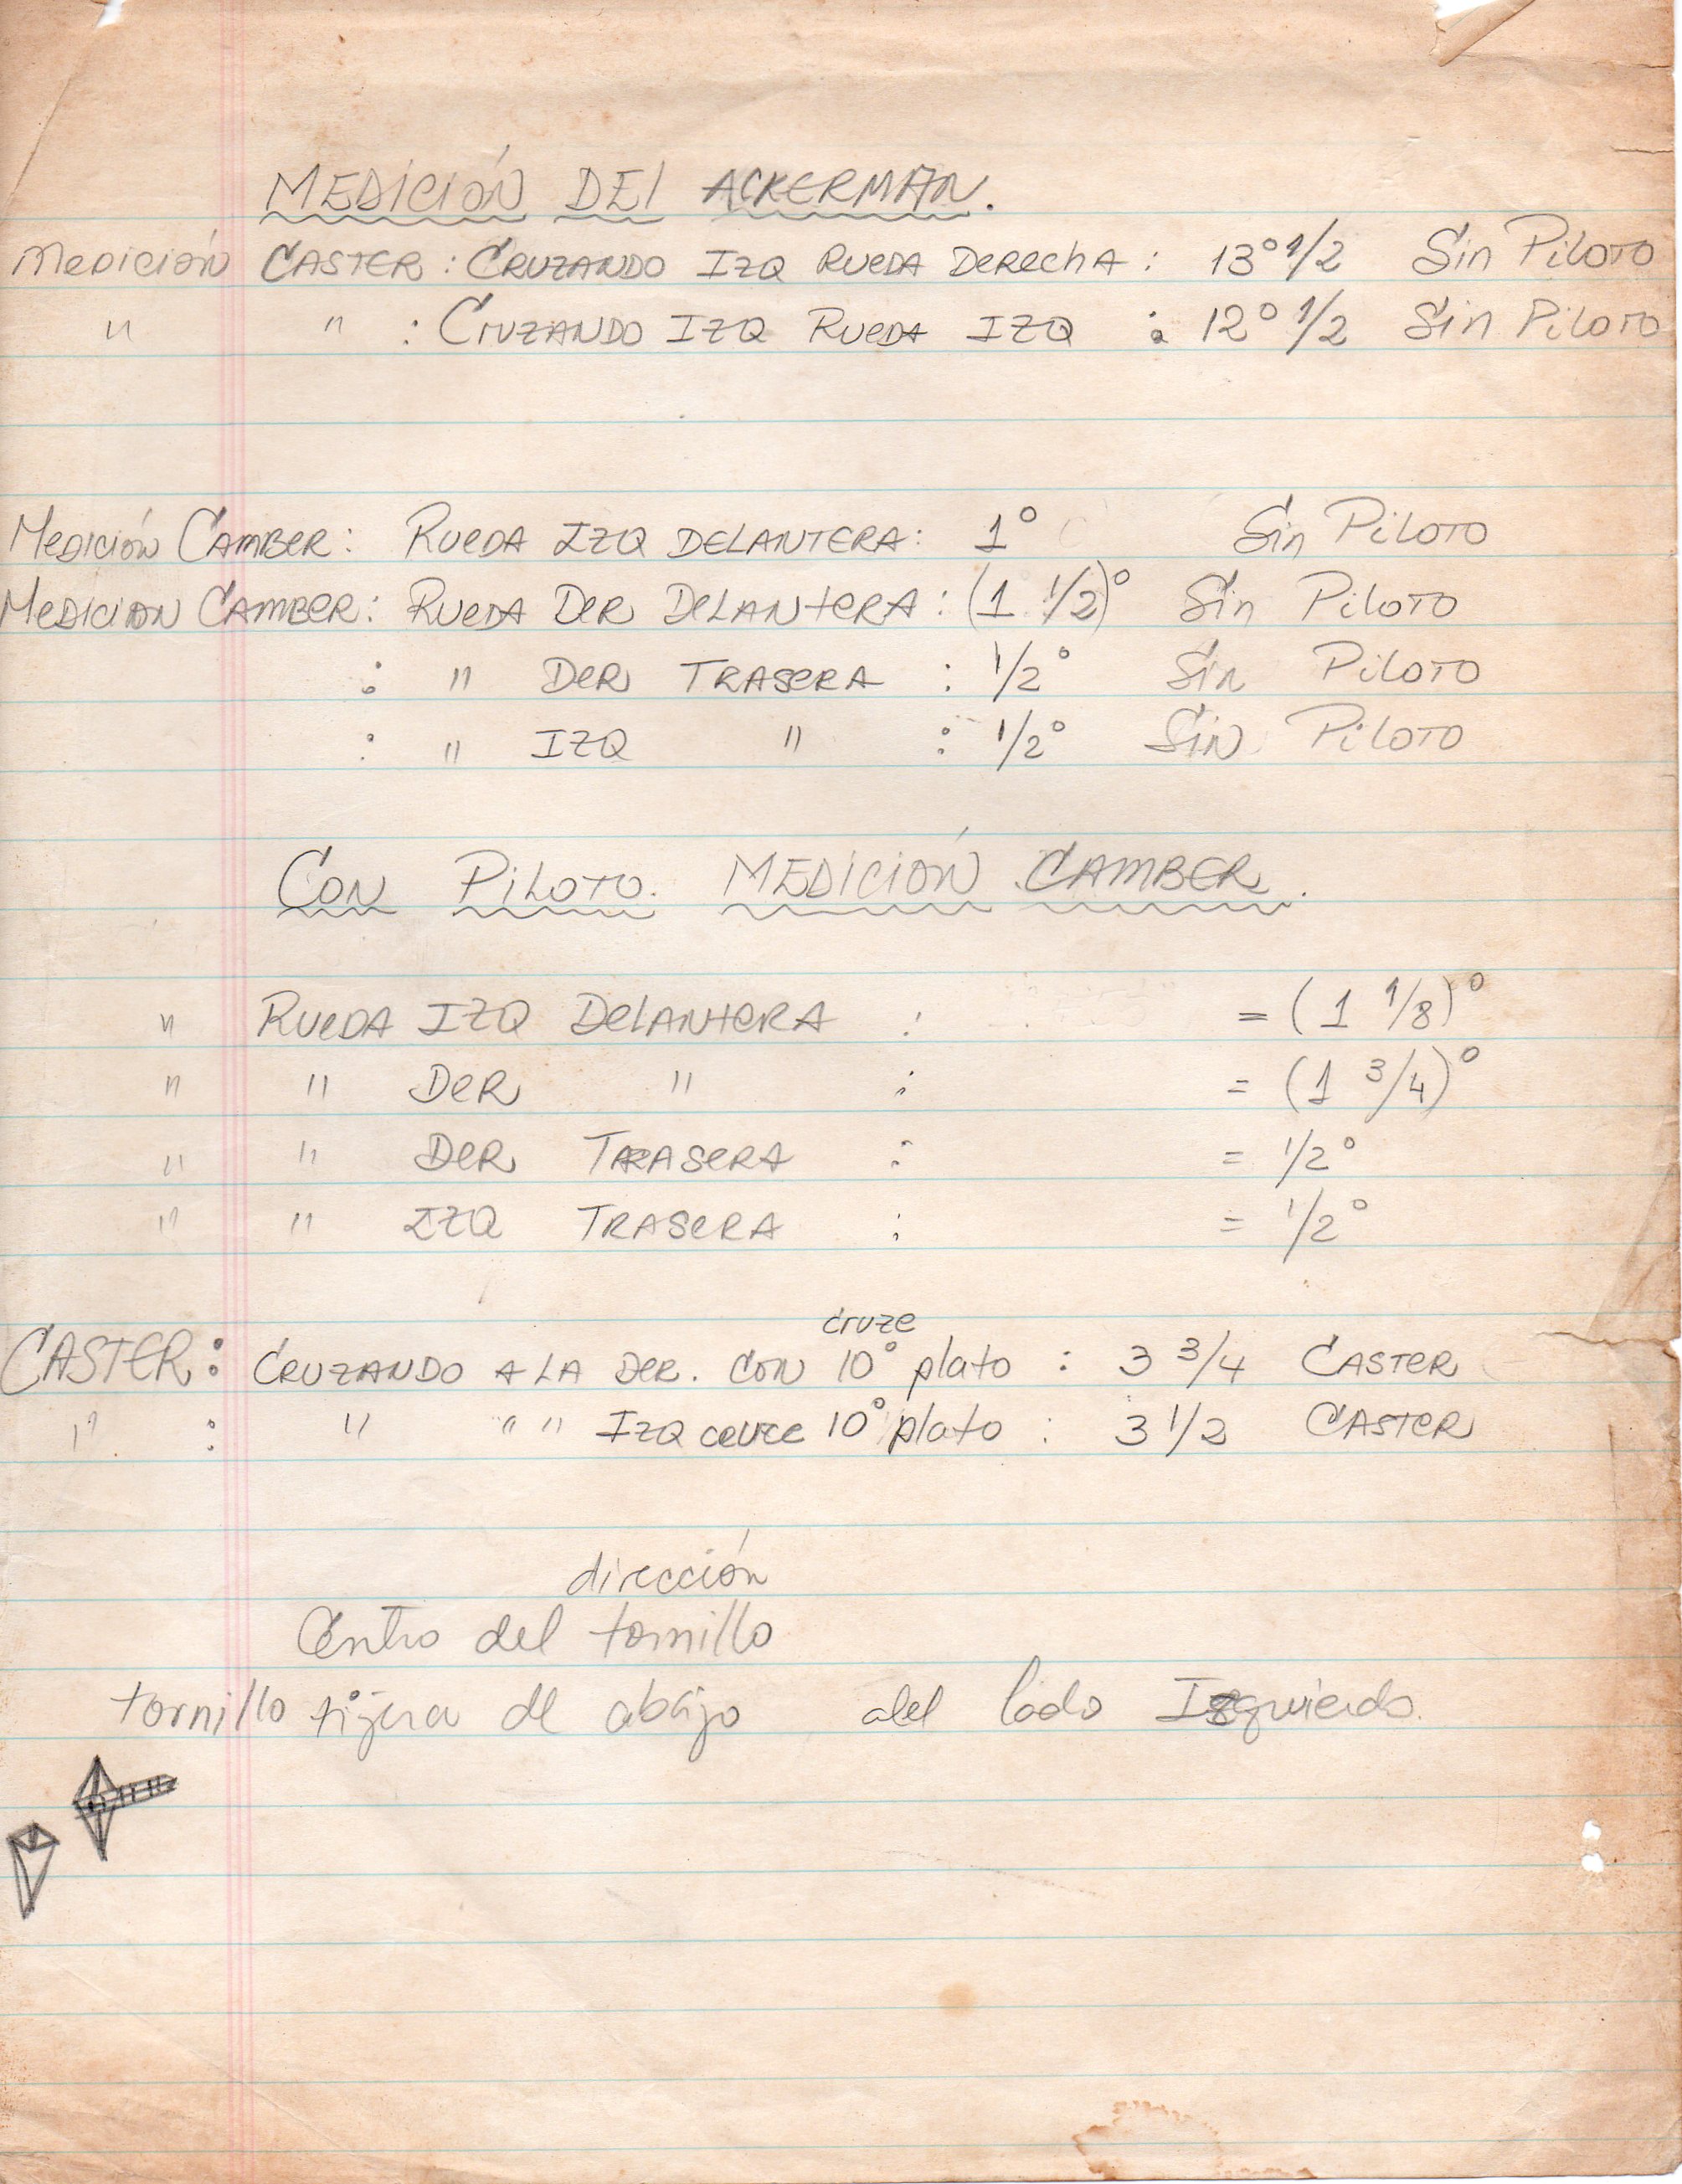 MEDICIÓN DEL ACKERMAN.
MEDICIÓN CASTER: CRUZANDO IZQ RUEDA DERECHA: 13° 1/2 Sin Piloto
" " : CRUZANDO IZQ RUEDA IZQ : 12° 1/2 Sin Piloto
MEDICIÓN CAMBER: RUEDA IZQ DELANTERA: 1° Sin Piloto
MEDICION CAMBER: RUEDA DER DELANTERA: (1 1/2)° Sin Piloto
: " DER TRASERA : 1/2° Sin Piloto
: " IZQ " : 1/2° Sin Piloto
CON PILOTO. MEDICIÓN CAMBER.
" RUEDA IZQ DELANTERA : = (1 1/8)°
" " DER " : = (1 3/4)°
" " DER TRASERA : = 1/2°
" " IZQ TRASERA : = 1/2°
cruze
CASTER: CRUZANDO A LA DER. CON 10° plato : 3 3/4 CASTER
" : " " " IZQ cruce 10° plato : 3 1/2 CASTER
dirección
Centro del tornillo
tornillo tijera de abajo del lado Izquierdo.